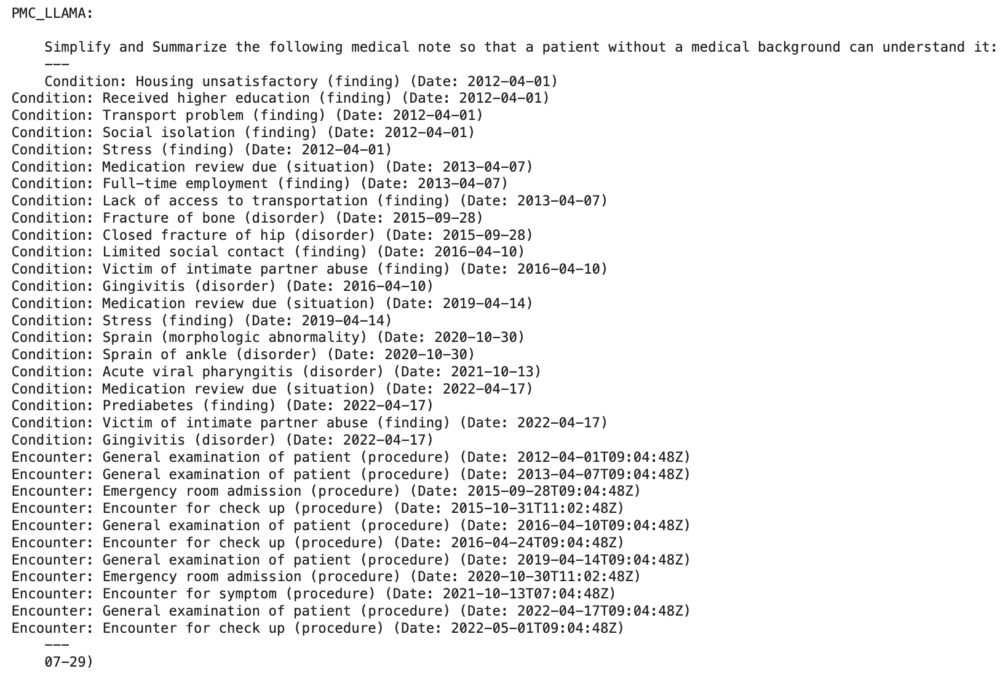 PMC_LLAMA:
Simplify and Summarize the following medical note so that a patient without a medical background can understand it:
---
Condition: Housing unsatisfactory (finding) (Date: 2012-04-01)
Condition: Received higher education (finding) (Date: 2012-04-01)
Condition: Transport problem (finding) (Date: 2012-04-01)
Condition: Social isolation (finding) (Date: 2012-04-01)
Condition: Stress (finding) (Date: 2012-04-01)
Condition: Medication review due (situation) (Date: 2013-04-07)
Condition: Full-time employment (finding) (Date: 2013-04-07)
Condition: Lack of access to transportation (finding) (Date: 2013-04-07)
Condition: Fracture of bone (disorder) (Date: 2015-09-28)
Condition: Closed fracture of hip (disorder) (Date: 2015-09-28)
Condition: Limited social contact (finding) (Date: 2016-04-10)
Condition: Victim of intimate partner abuse (finding) (Date: 2016-04-10)
Condition: Gingivitis (disorder) (Date: 2016-04-10)
Condition: Medication review due (situation) (Date: 2019-04-14)
Condition: Stress (finding) (Date: 2019-04-14)
Condition: Sprain (morphologic abnormality) (Date: 2020-10-30)
Condition: Sprain of ankle (disorder) (Date: 2020-10-30)
Condition: Acute viral pharyngitis (disorder) (Date: 2021-10-13)
Condition: Medication review due (situation) (Date: 2022-04-17)
Condition: Prediabetes (finding) (Date: 2022-04-17)
Condition: Victim of intimate partner abuse (finding) (Date: 2022-04-17)
Condition: Gingivitis (disorder) (Date: 2022-04-17)
Encounter: General examination of patient (procedure) (Date: 2012-04-01T09:04:48Z)
Encounter: General examination of patient (procedure) (Date: 2013-04-07T09:04:48Z)
Encounter: Emergency room admission (procedure) (Date: 2015-09-28T09:04:48Z)
Encounter: Encounter for check up (procedure) (Date: 2015-10-31T11:02:48Z)
Encounter: General examination of patient (procedure) (Date: 2016-04-10T09:04:48Z)
Encounter: Encounter for check up (procedure) (Date: 2016-04-24T09:04:48Z)
Encounter: General examination of patient (procedure) (Date: 2019-04-14T09:04:48Z)
Encounter: Emergency room admission (procedure) (Date: 2020-10-30T11:02:48Z)
Encounter: Encounter for symptom (procedure) (Date: 2021-10-13T07:04:48Z)
Encounter: General examination of patient (procedure) (Date: 2022-04-17T09:04:48Z)
Encounter: Encounter for check up (procedure) (Date: 2022-05-01T09:04:48Z)
---
07-29)